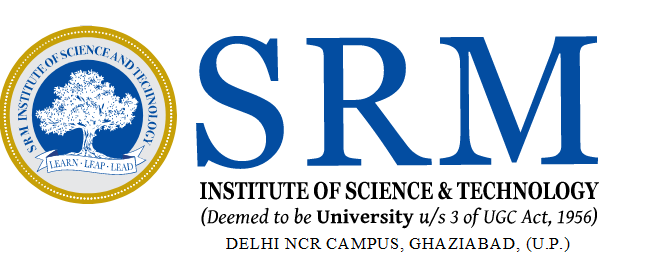 SRM INSTITUTE OF SCIENCE AND TECHNOLOGY
LEARN · LEAP · LEAD
SRM
INSTITUTE OF SCIENCE & TECHNOLOGY
(Deemed to be University u/s 3 of UGC Act, 1956)
DELHI NCR CAMPUS, GHAZIABAD, (U.P.)